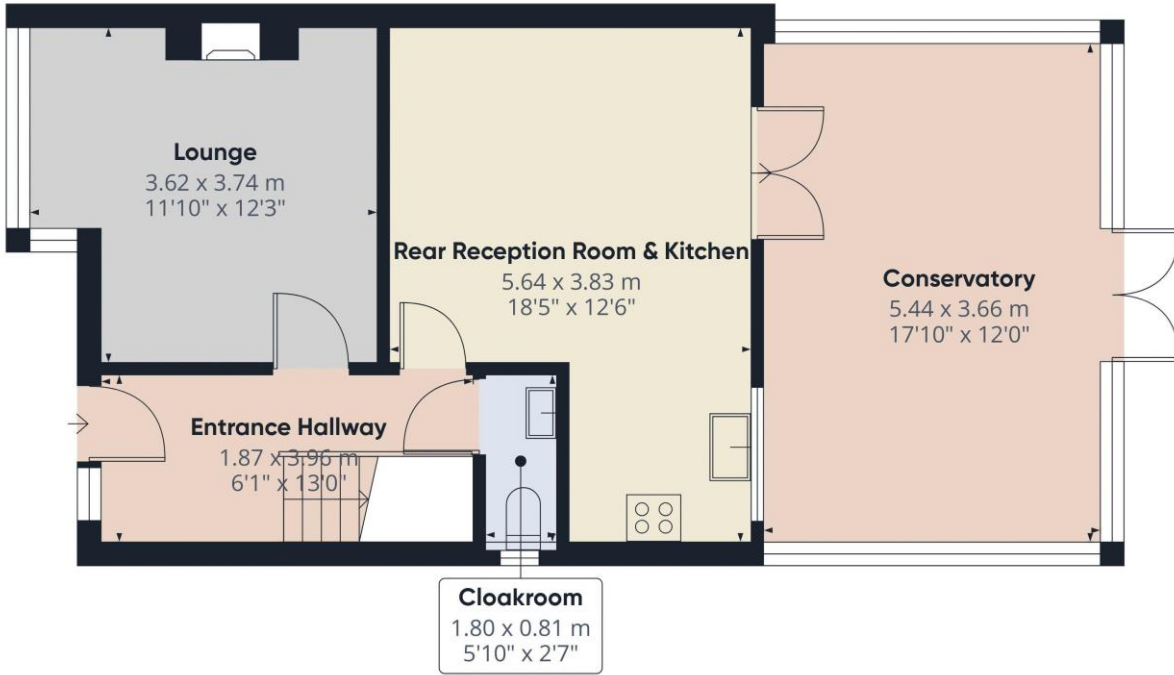 Lounge
3.62 x 3.74 m
11'10" x 12'3"
Rear Reception Room & Kitchen
5.64 x 3.83 m
18'5" x 12'6"
Conservatory
5.44 x 3.66 m
17'10" x 12'0"
Entrance Hallway
1.87 x 3.96 m
6'1" x 13'0"
Cloakroom
1.80 x 0.81 m
5'10" x 2'7"